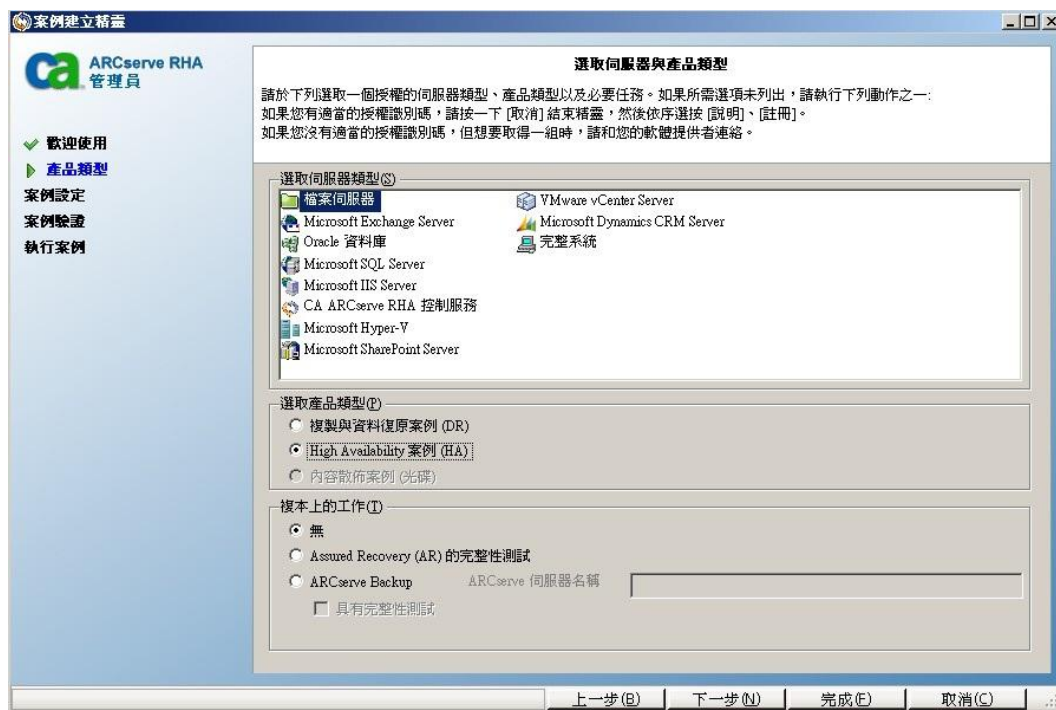 案例建立精靈
ca
ARCserve RHA
管理員
歡迎使用
產品類型
案例設定
案例驗證
執行案例
選取伺服器與產品類型
請於下列選取一個授權的伺服器類型、產品類型以及必要任務。如果所需選項未列出，請執行下列動作之一:
如果您有適當的授權識別碼，請按一下 [取消] 結束精靈，然後依序選按 [說明]、[註冊]。
如果您沒有適當的授權識別碼，但想要取得一組時，請和您的軟體提供者連絡。
選取伺服器類型(S)
檔案伺服器
Microsoft Exchange Server
Oracle 資料庫
Microsoft SQL Server
Microsoft IIS Server
CA ARCserve RHA 控制服務
Microsoft Hyper-V
Microsoft SharePoint Server
VMware vCenter Server
Microsoft Dynamics CRM Server
完整系統
選取產品類型(P)
複製與資料復原案例 (DR)
High Availability 案例 (HA)
內容散佈案例 (光碟)
複本上的工作(T)
無
Assured Recovery (AR) 的完整性測試
ARCserve Backup ARCserve 伺服器名稱
具有完整性測試
上一步(B) 下一步(N) 完成(F) 取消(C)